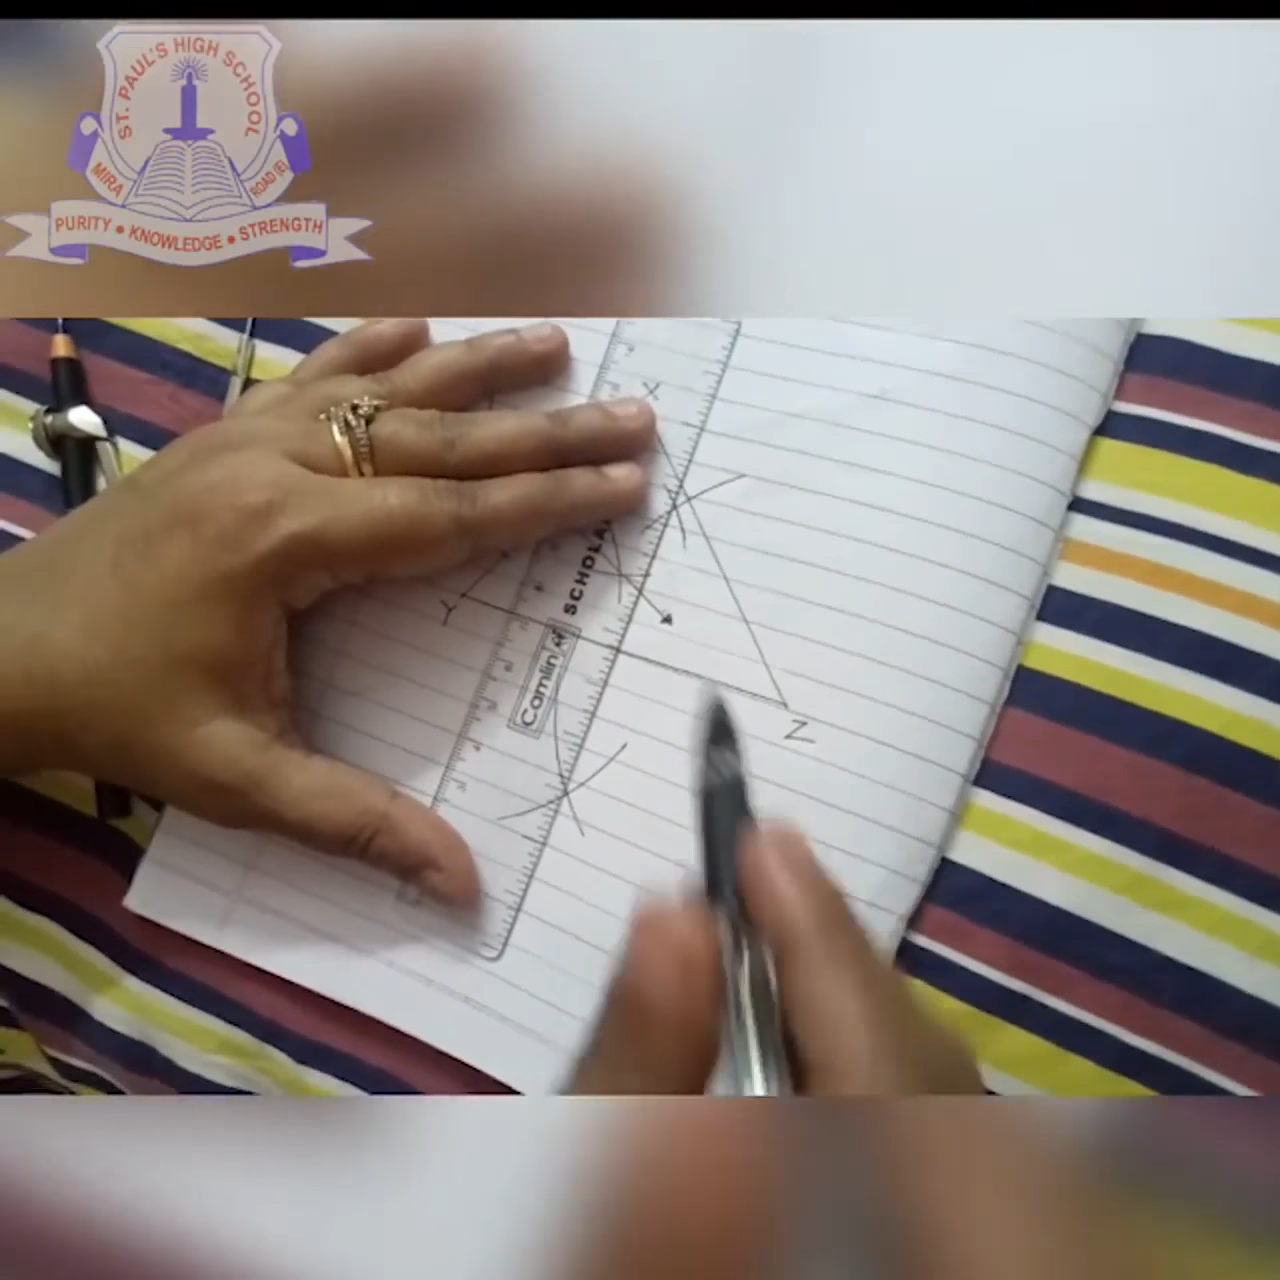 ST. PAUL'S HIGH SCHOOL
MIRA
ROAD (E)
PURITY • KNOWLEDGE • STRENGTH
X
Y
SCHOLA
Camlin
Z